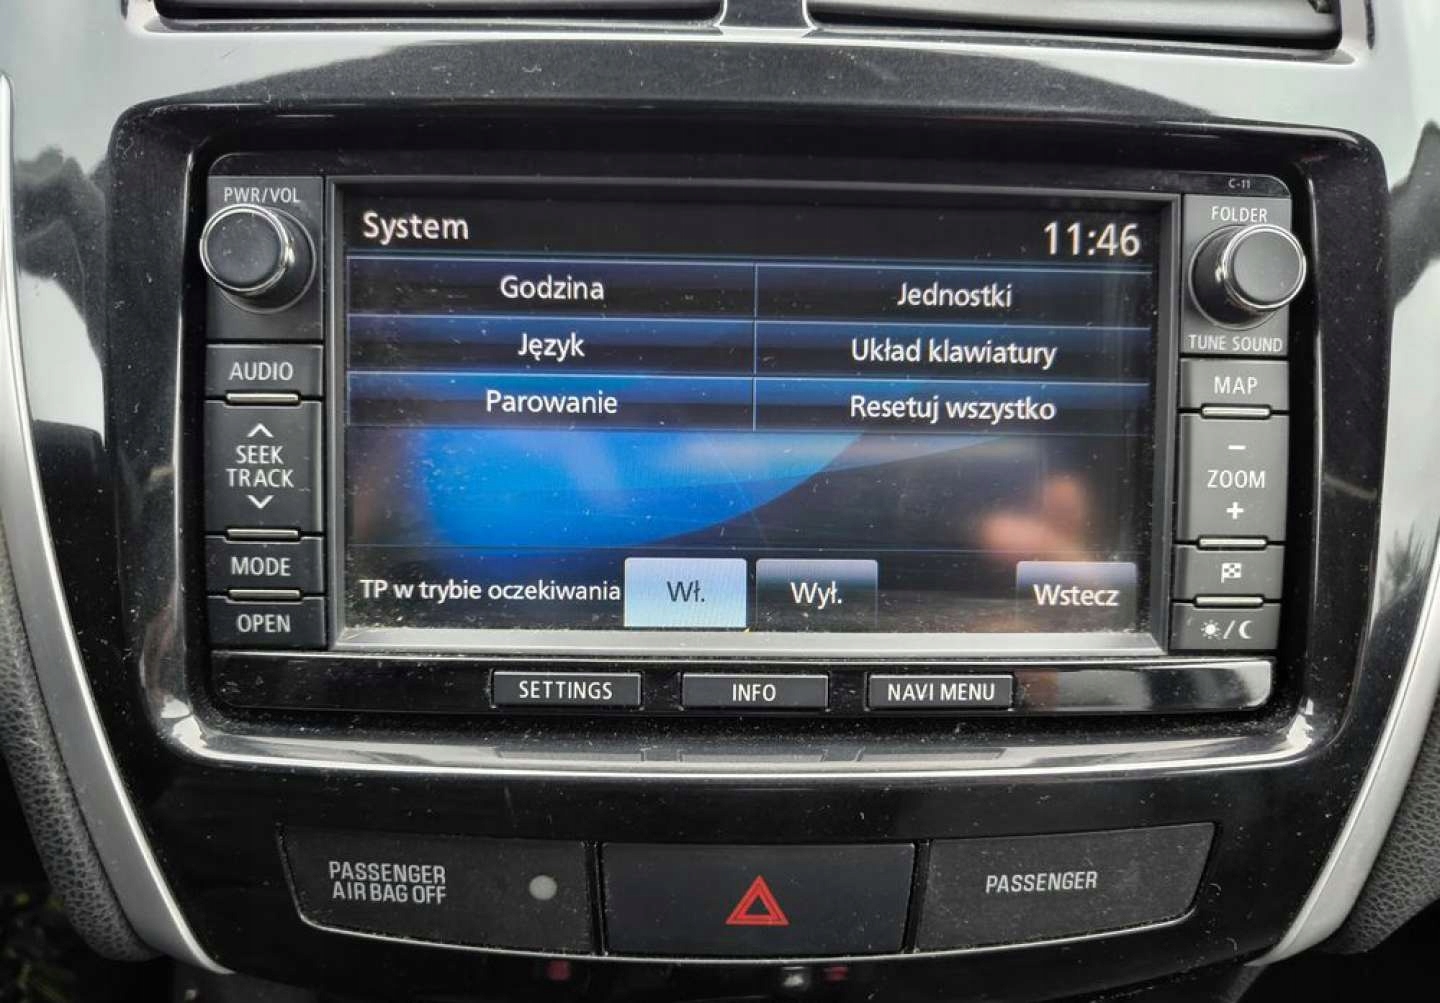 C-11
PWR/VOL
FOLDER
System
11:46
Godzina
Jednostki
TUNE SOUND
Język
Układ klawiatury
AUDIO
MAP
Parowanie
Resetuj wszystko
SEEK
TRACK
−
ZOOM
+
MODE
TP w trybie oczekiwania
Wł.
Wył.
Wstecz
OPEN
SETTINGS
INFO
NAVI MENU
PASSENGER
AIR BAG OFF
PASSENGER